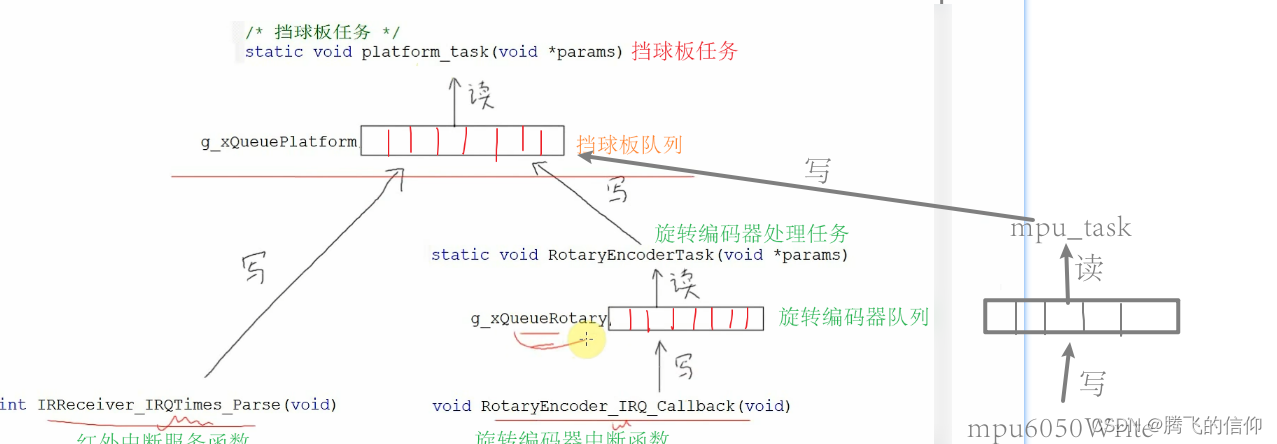 /* 挡球板任务 */
static void platform_task(void *params) 挡球板任务
读
g_xQueuePlatform 挡球板队列
写
写
mpu_task
旋转编码器处理任务
static void RotaryEncoderTask(void *params)
写
读
读
g_xQueueRotary 旋转编码器队列
写
写
int IRReceiver_IRQTimes_Parse(void)
void RotaryEncoder_IRQ_Callback(void)
mpu6050Write
CSDN @腾飞的信仰
红外中断服务函数
旋转编码器中断函数